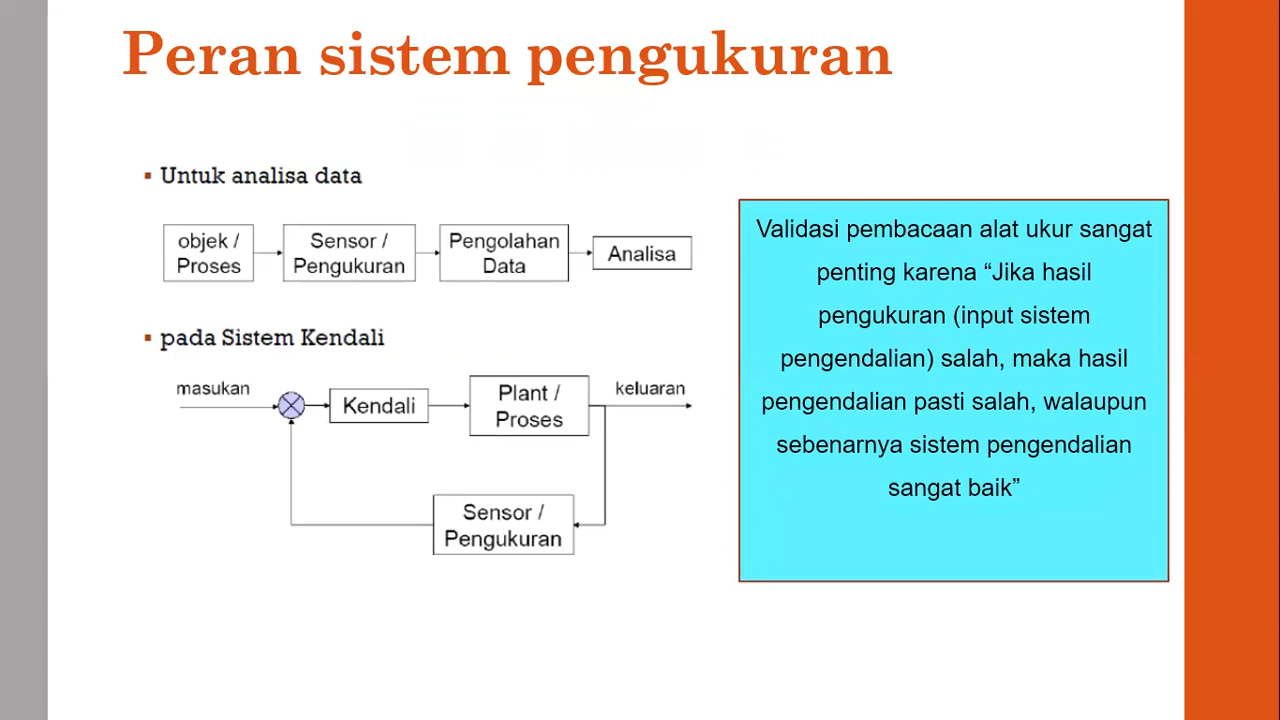 Peran sistem pengukuran
Untuk analisa data
objek /
Proses
Sensor /
Pengukuran
Pengolahan
Data
Analisa
pada Sistem Kendali
masukan
Kendali
Plant /
Proses
keluaran
Sensor /
Pengukuran
Validasi pembacaan alat ukur sangat
penting karena “Jika hasil
pengukuran (input sistem
pengendalian) salah, maka hasil
pengendalian pasti salah, walaupun
sebenarnya sistem pengendalian
sangat baik”